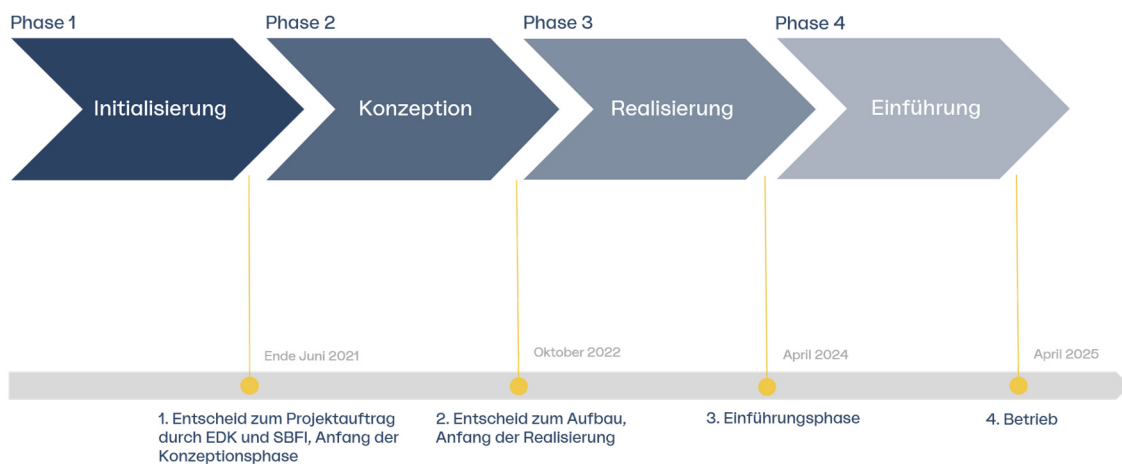 Phase 1
Phase 2
Phase 3
Phase 4
Initialisierung
Konzeption
Realisierung
Einführung
Ende Juni 2021
Oktober 2022
April 2024
April 2025
1. Entscheid zum Projektauftrag
durch EDK und SBFI, Anfang der
Konzeptionsphase
2. Entscheid zum Aufbau,
Anfang der Realisierung
3. Einführungsphase
4. Betrieb